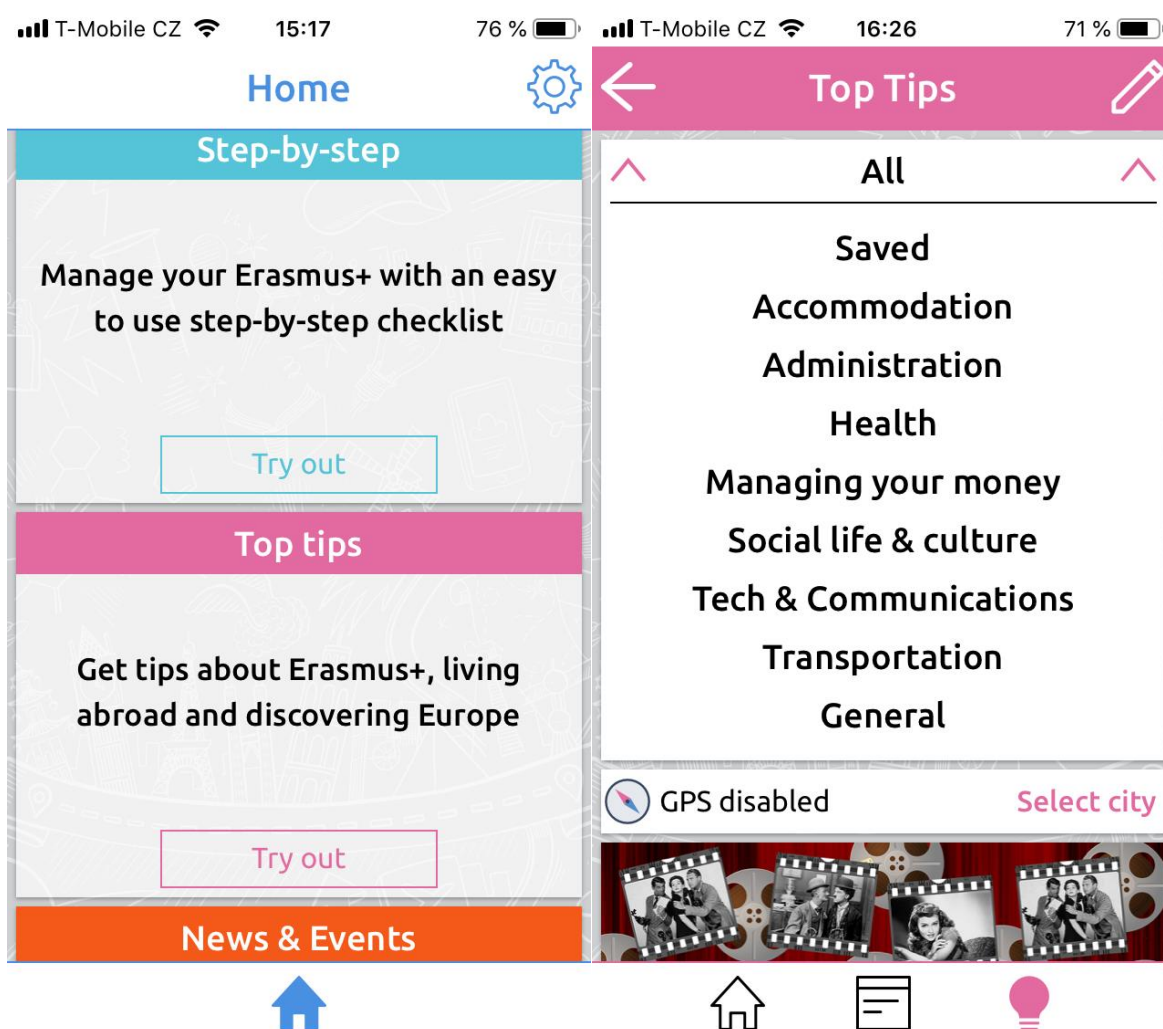 T-Mobile CZ 15:17 76 %
Home
Step-by-step
Manage your Erasmus+ with an easy
to use step-by-step checklist
Try out
Top tips
Get tips about Erasmus+, living
abroad and discovering Europe
Try out
News & Events
T-Mobile CZ 16:26 71 %
Top Tips
All
Saved
Accommodation
Administration
Health
Managing your money
Social life & culture
Tech & Communications
Transportation
General
GPS disabled Select city